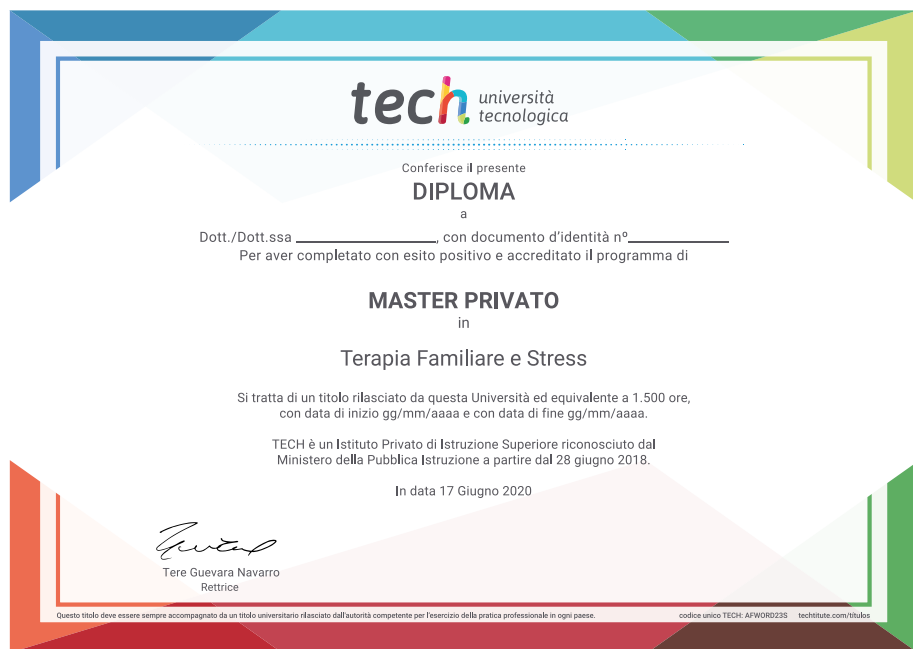 tech università
tecnologica
Conferisce il presente
DIPLOMA
a
Dott./Dott.ssa ________________, con documento d'identità nº____________
Per aver completato con esito positivo e accreditato il programma di
MASTER PRIVATO
in
Terapia Familiare e Stress
Si tratta di un titolo rilasciato da questa Università ed equivalente a 1.500 ore,
con data di inizio gg/mm/aaaa e con data di fine gg/mm/aaaa.
TECH è un Istituto Privato di Istruzione Superiore riconosciuto dal
Ministero della Pubblica Istruzione a partire dal 28 giugno 2018.
In data 17 Giugno 2020
Tere Guevara Navarro
Rettrice
Questo titolo deve essere sempre accompagnato da un titolo universitario rilasciato dall'autorità competente per l'esercizio della pratica professionale in ogni paese. codice unico TECH: AFWORD23S techtitute.com/titulos